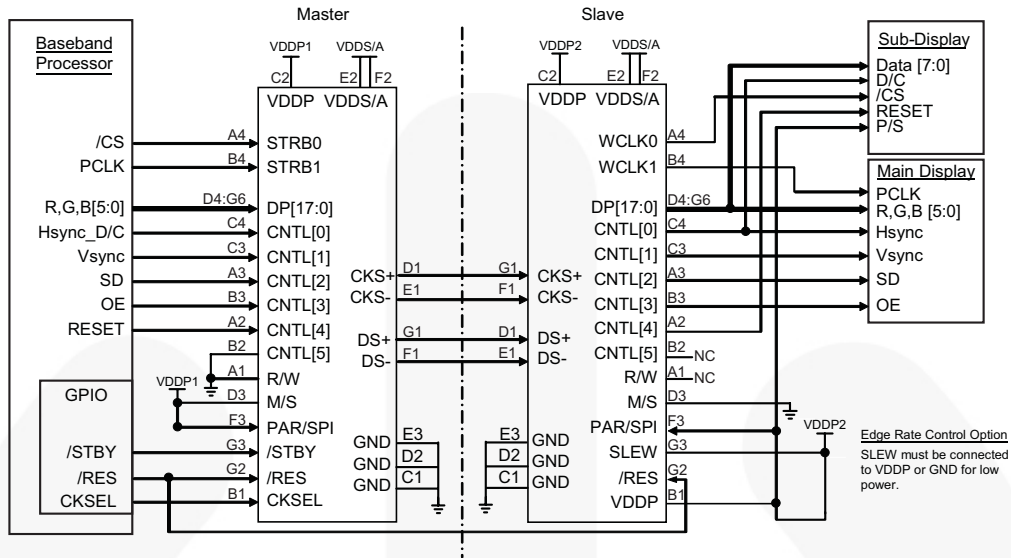 Master
Slave
Baseband
Processor
/CS
PCLK
R,G,B[5:0]
Hsync_D/C
Vsync
SD
OE
RESET
GPIO
/STBY
/RES
CKSEL
VDDP1
VDDS/A
C2
E2
F2
VDDP
VDDS/A
A4
STRB0
B4
STRB1
D4:G6
DP[17:0]
C4
CNTL[0]
C3
CNTL[1]
A3
CNTL[2]
B3
CNTL[3]
A2
CNTL[4]
B2
CNTL[5]
A1
R/W
VDDP1
D3
M/S
F3
PAR/SPI
G3
/STBY
G2
/RES
B1
CKSEL
CKS+
D1
CKS-
E1
DS+
G1
DS-
F1
GND
E3
GND
D2
GND
C1
VDDP2
VDDS/A
C2
E2
F2
VDDP
VDDS/A
G1
CKS+
F1
CKS-
D1
DS+
E1
DS-
E3
GND
D2
GND
C1
GND
WCLK0
A4
WCLK1
B4
DP[17:0]
D4:G6
CNTL[0]
C4
CNTL[1]
C3
CNTL[2]
A3
CNTL[3]
B3
CNTL[4]
A2
CNTL[5]
B2
NC
R/W
A1
NC
M/S
D3
PAR/SPI
F3
SLEW
G3
/RES
G2
VDDP
B1
VDDP2
Sub-Display
Data [7:0]
D/C
/CS
RESET
P/S
Main Display
PCLK
R,G,B [5:0]
Hsync
Vsync
SD
OE
Edge Rate Control Option
SLEW must be connected
to VDDP or GND for low
power.